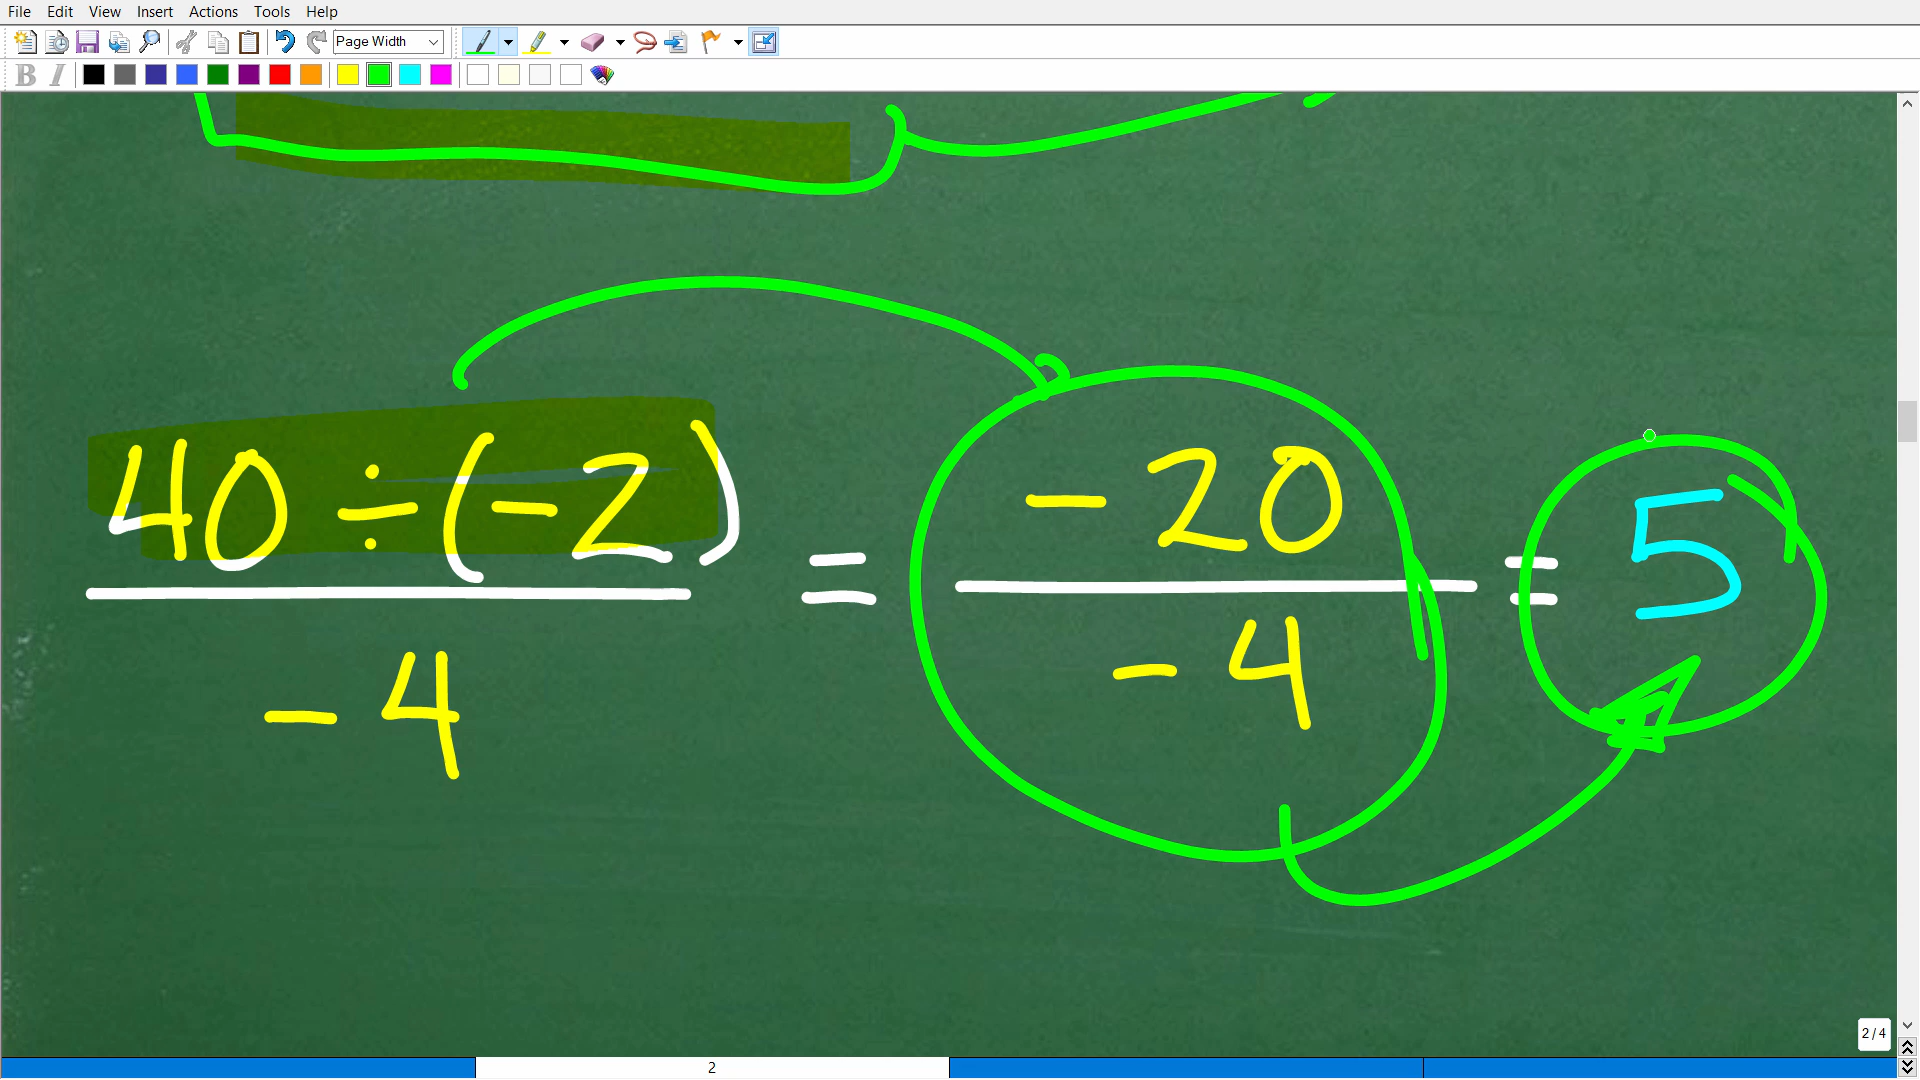 File Edit View Insert Actions Tools Help
Page Width
B I
40 ÷ (-2) = -20 = 5
-4 -4
2 / 4
2